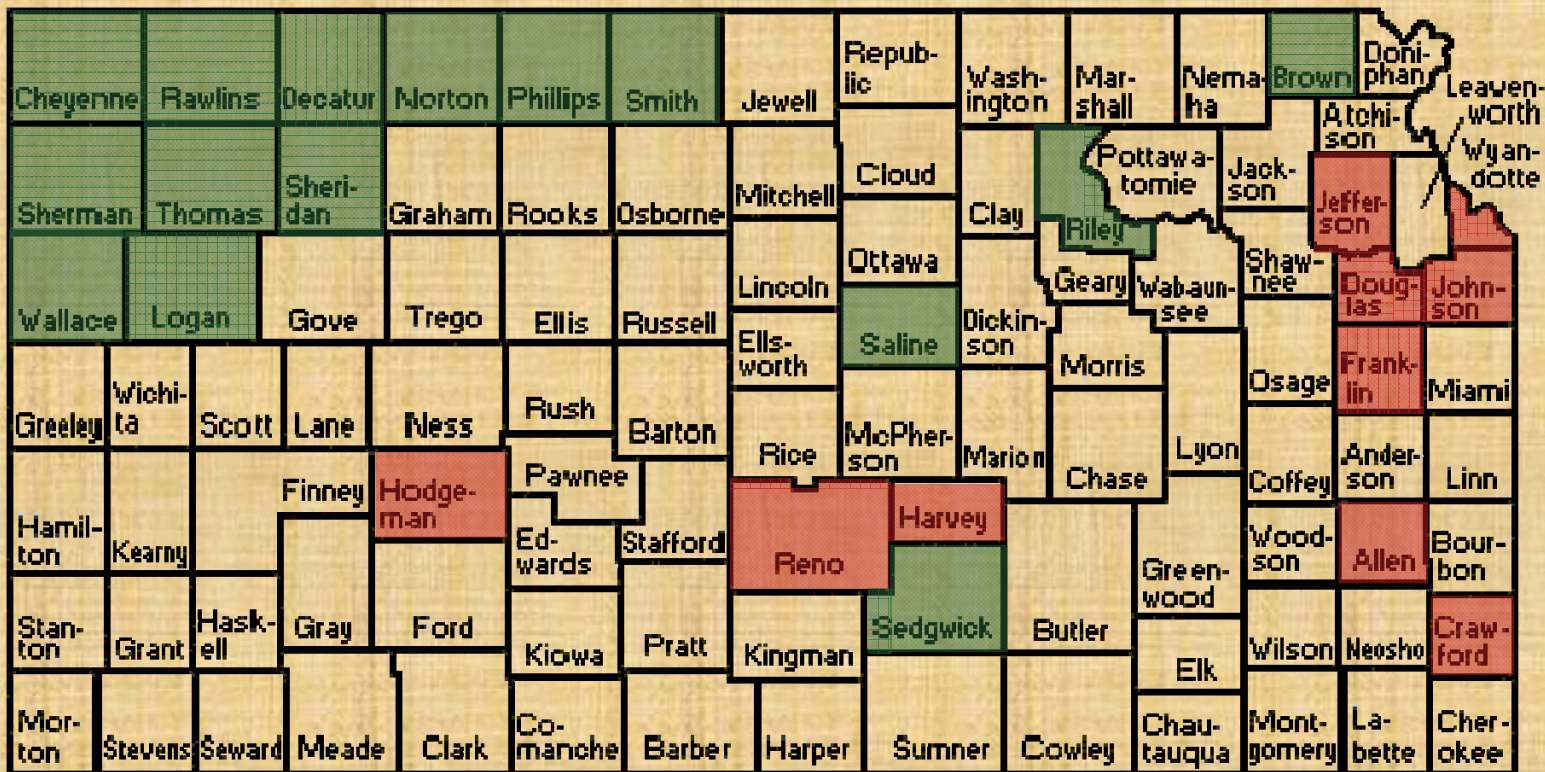 Cheyenne
Rawlins
Decatur
Norton
Phillips
Smith
Jewell
Repub-
lic
Wash-
ington
Mar-
shall
Nema-
ha
Brown
Doni-
phan
Leaven-
worth
Atchi-
son
Wyan-
dotte
Sherman
Thomas
Sheri-
dan
Graham
Rooks
Osborne
Mitchell
Cloud
Clay
Riley
Pottawa-
tomie
Jack-
son
Jeffer-
son
Wallace
Logan
Gove
Trego
Ellis
Russell
Lincoln
Ottawa
Saline
Dickin-
son
Geary
Wabaun-
see
Shaw-
nee
Doug-
las
John-
son
Greeley
Wichi-
ta
Scott
Lane
Ness
Rush
Barton
Ells-
worth
Rice
McPher-
son
Marion
Morris
Chase
Lyon
Osage
Frank-
lin
Miami
Coffey
Ander-
son
Linn
Hamil-
ton
Kearny
Finney
Hodge-
man
Pawnee
Ed-
wards
Stafford
Reno
Harvey
Sedgwick
Butler
Green-
wood
Wood-
son
Allen
Bour-
bon
Stan-
ton
Grant
Hask-
ell
Gray
Ford
Kiowa
Pratt
Kingman
Elk
Wilson
Neosho
Craw-
ford
Mor-
ton
Stevens
Seward
Meade
Clark
Co-
manche
Barber
Harper
Sumner
Cowley
Chau-
tauqua
Mont-
gomery
La-
bette
Cher-
okee